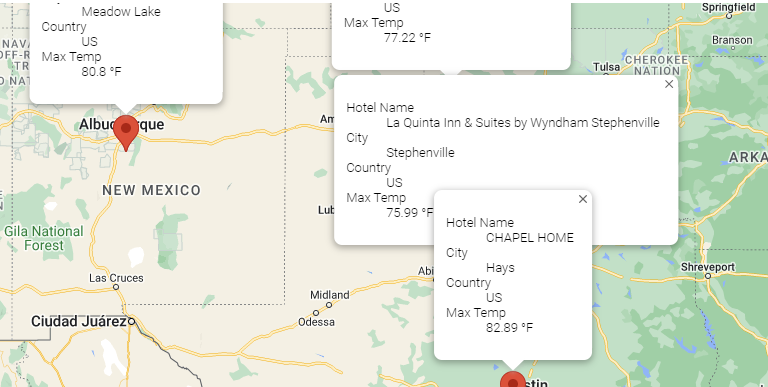 Meadow Lake
Country
US
Max Temp
80.8 °F
US
Max Temp
77.22 °F
Springfield
Branson
CHEROKEE
NATION
Tulsa
Hotel Name
La Quinta Inn & Suites by Wyndham Stephenville
City
Stephenville
Country
US
Max Temp
75.99 °F
Hotel Name
CHAPEL HOME
City
Hays
Country
US
Max Temp
82.89 °F
NEW MEXICO
Gila National
Forest
Las Cruces
Ciudad Juárez
Midland
Odessa
Shreveport